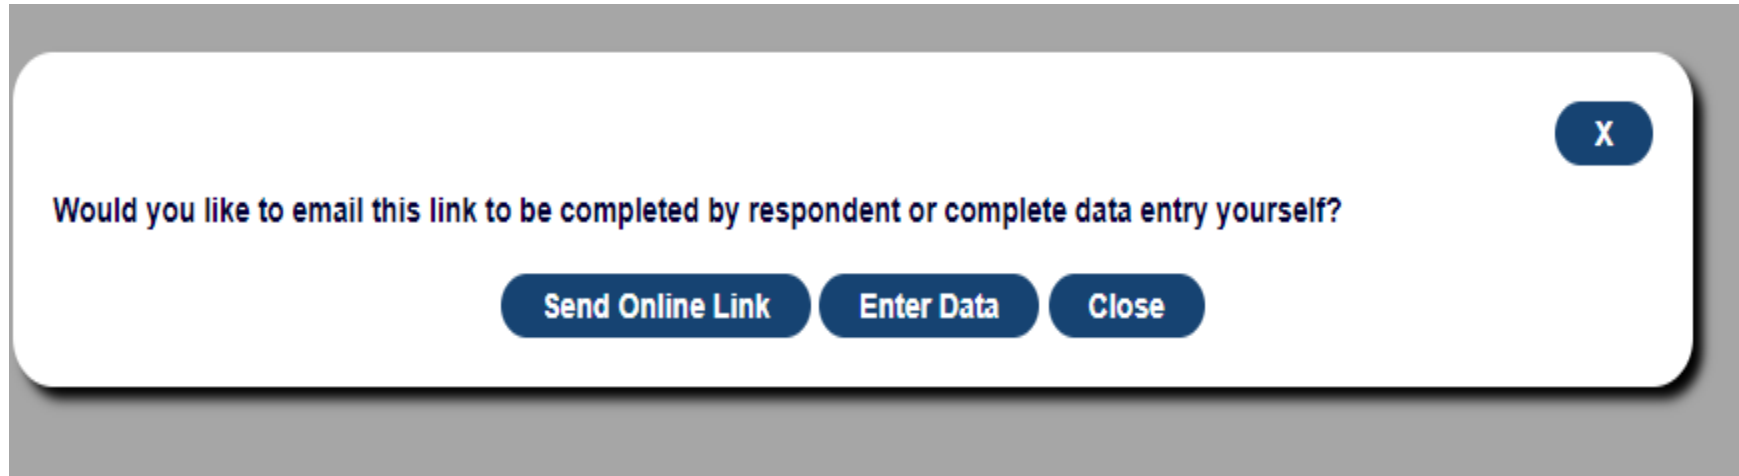 X
Would you like to email this link to be completed by respondent or complete data entry yourself?
Send Online Link Enter Data Close